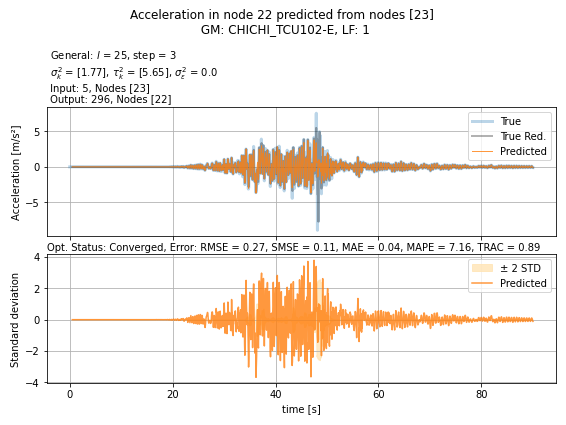 Acceleration in node 22 predicted from nodes [23]
GM: CHICHI_TCU102-E, LF: 1
General: l = 25, step = 3
σ²ₖ = [1.77], τ²ₖ = [5.65], σ²ε = 0.0
Input: 5, Nodes [23]
Output: 296, Nodes [22]
True
True Red.
Predicted
Acceleration [m/s²]
5
0
−5
Opt. Status: Converged, Error: RMSE = 0.27, SMSE = 0.11, MAE = 0.04, MAPE = 7.16, TRAC = 0.89
± 2 STD
Predicted
Standard deviation
4
2
0
−2
−4
0 20 40 60 80
time [s]